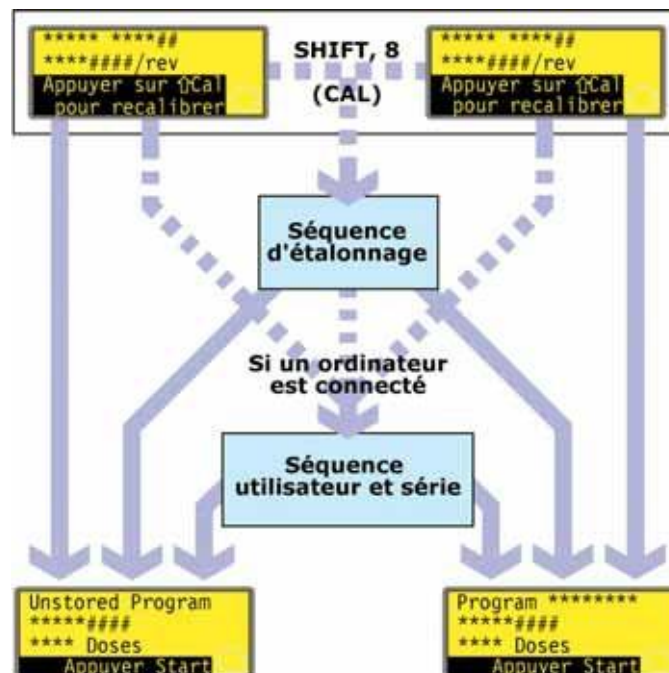 ***** ****##
****####/rev
Appuyer sur ⇧Cal
pour recalibrer
SHIFT, 8
(CAL)
***** ****##
****####/rev
Appuyer sur ⇧Cal
pour recalibrer
Séquence
d'étalonnage
Si un ordinateur
est connecté
Séquence
utilisateur et série
Unstored Program
*****####
**** Doses
Appuyer Start
Program ********
*****####
**** Doses
Appuyer Start